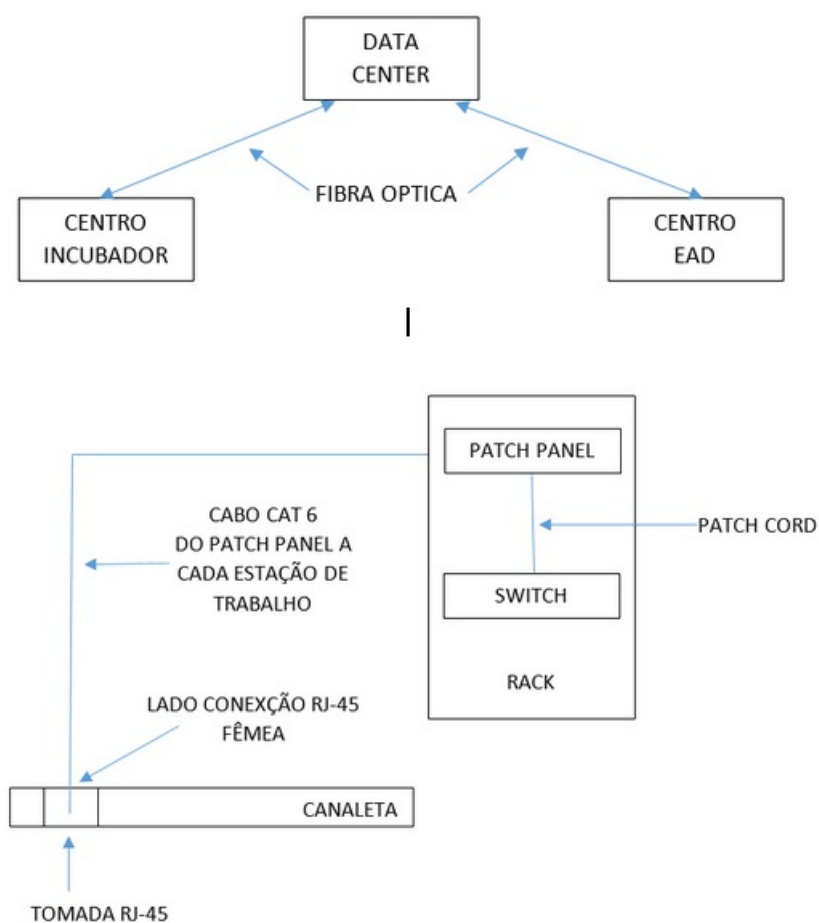 DATA
CENTER
FIBRA OPTICA
CENTRO
INCUBADOR
CENTRO
EAD
PATCH PANEL
PATCH CORD
SWITCH
RACK
CABO CAT 6
DO PATCH PANEL A
CADA ESTAÇÃO DE
TRABALHO
LADO CONEXÇÃO RJ-45
FÊMEA
CANALETA
TOMADA RJ-45